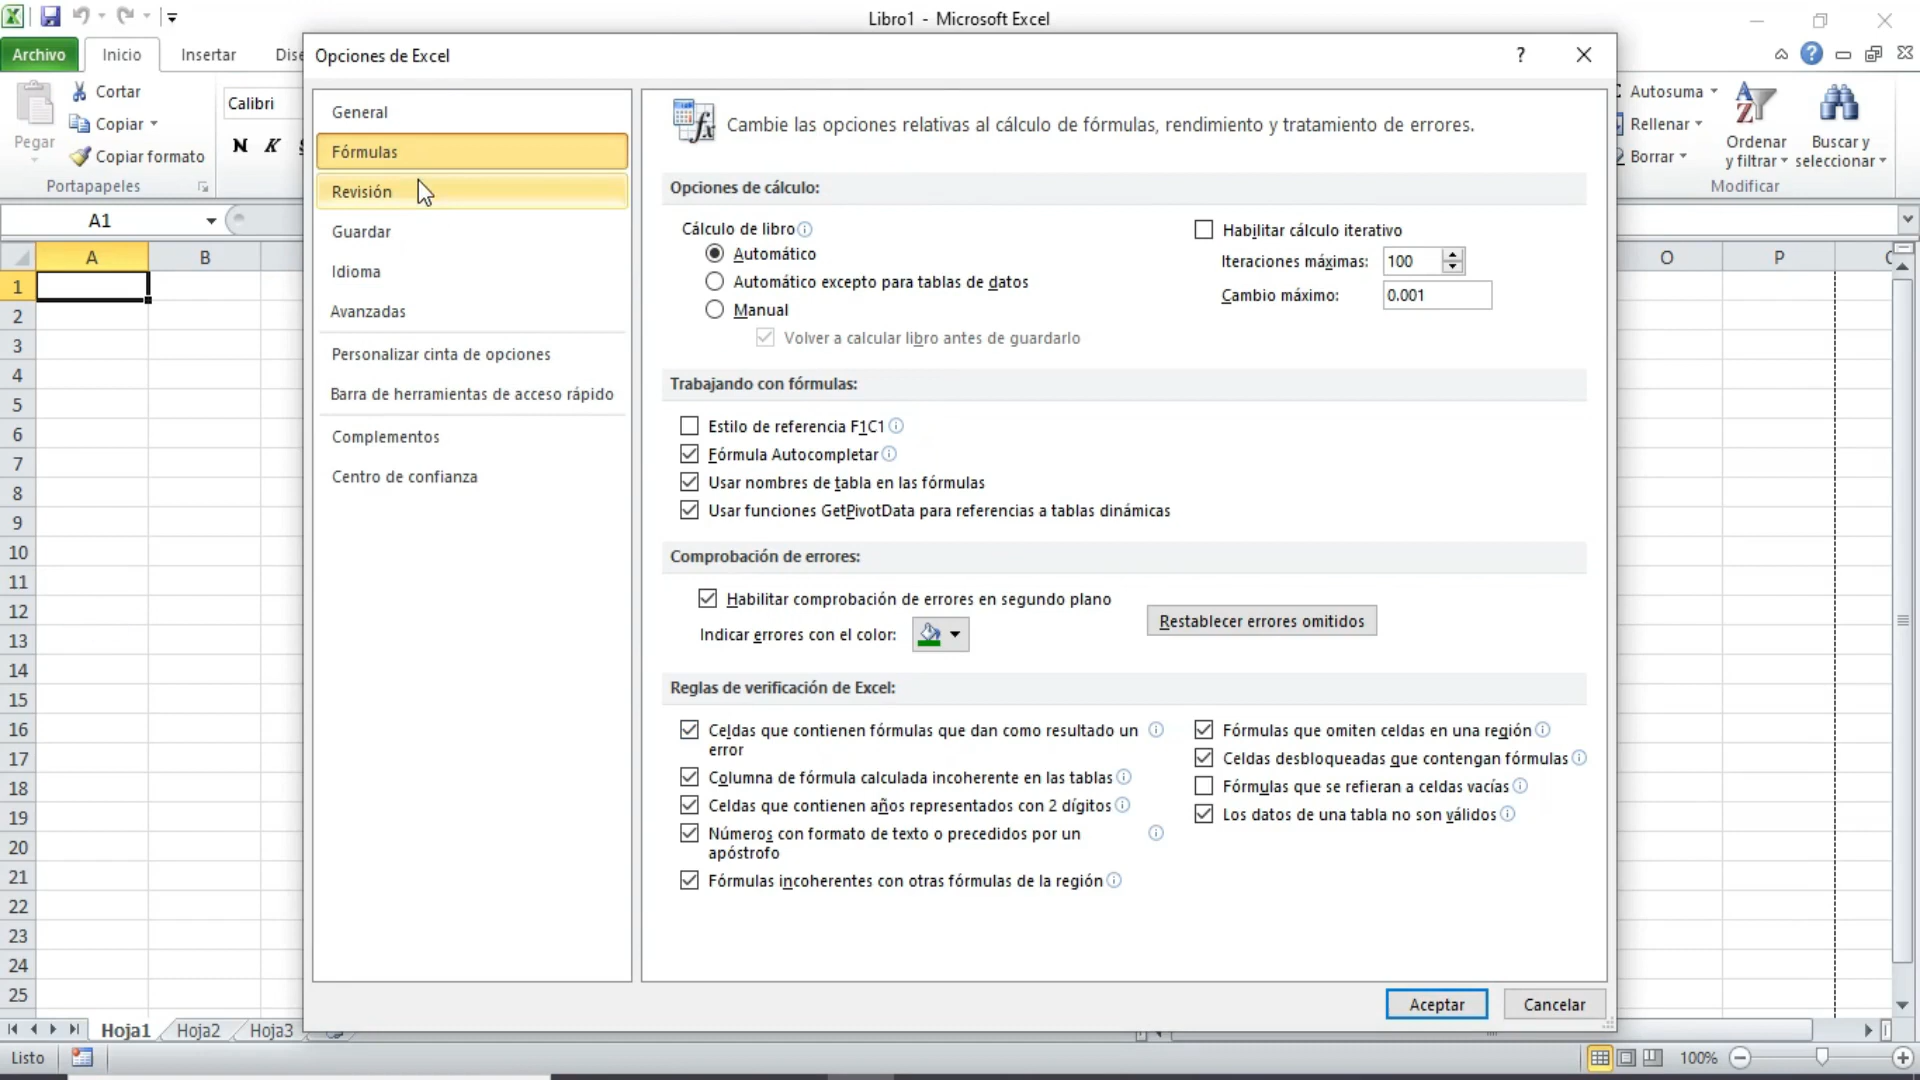 Libro1 - Microsoft Excel
Archivo
Inicio
Insertar
Opciones de Excel
?
Cortar
Copiar
Copiar formato
Pegar
Portapapeles
Calibri
N K
Autosuma
Rellenar
Borrar
Ordenar
y filtrar
Buscar y
seleccionar
Modificar
A1
A B O P
1
2
3
4
5
6
7
8
9
10
11
12
13
14
15
16
17
18
19
20
21
22
23
24
25
General
Fórmulas
Revisión
Guardar
Idioma
Avanzadas
Personalizar cinta de opciones
Barra de herramientas de acceso rápido
Complementos
Centro de confianza
Cambie las opciones relativas al cálculo de fórmulas, rendimiento y tratamiento de errores.
Opciones de cálculo:
Cálculo de libro
Automático
Automático excepto para tablas de datos
Manual
Volver a calcular libro antes de guardarlo
Habilitar cálculo iterativo
Iteraciones máximas: 100
Cambio máximo: 0.001
Trabajando con fórmulas:
Estilo de referencia F1C1
Fórmula Autocompletar
Usar nombres de tabla en las fórmulas
Usar funciones GetPivotData para referencias a tablas dinámicas
Comprobación de errores:
Habilitar comprobación de errores en segundo plano
Indicar errores con el color:
Restablecer errores omitidos
Reglas de verificación de Excel:
Celdas que contienen fórmulas que dan como resultado un
error
Columna de fórmula calculada incoherente en las tablas
Celdas que contienen años representados con 2 dígitos
Números con formato de texto o precedidos por un
apóstrofo
Fórmulas incoherentes con otras fórmulas de la región
Fórmulas que omiten celdas en una región
Celdas desbloqueadas que contengan fórmulas
Fórmulas que se refieran a celdas vacías
Los datos de una tabla no son válidos
Aceptar
Cancelar
Hoja1 Hoja2 Hoja3
Listo
100%